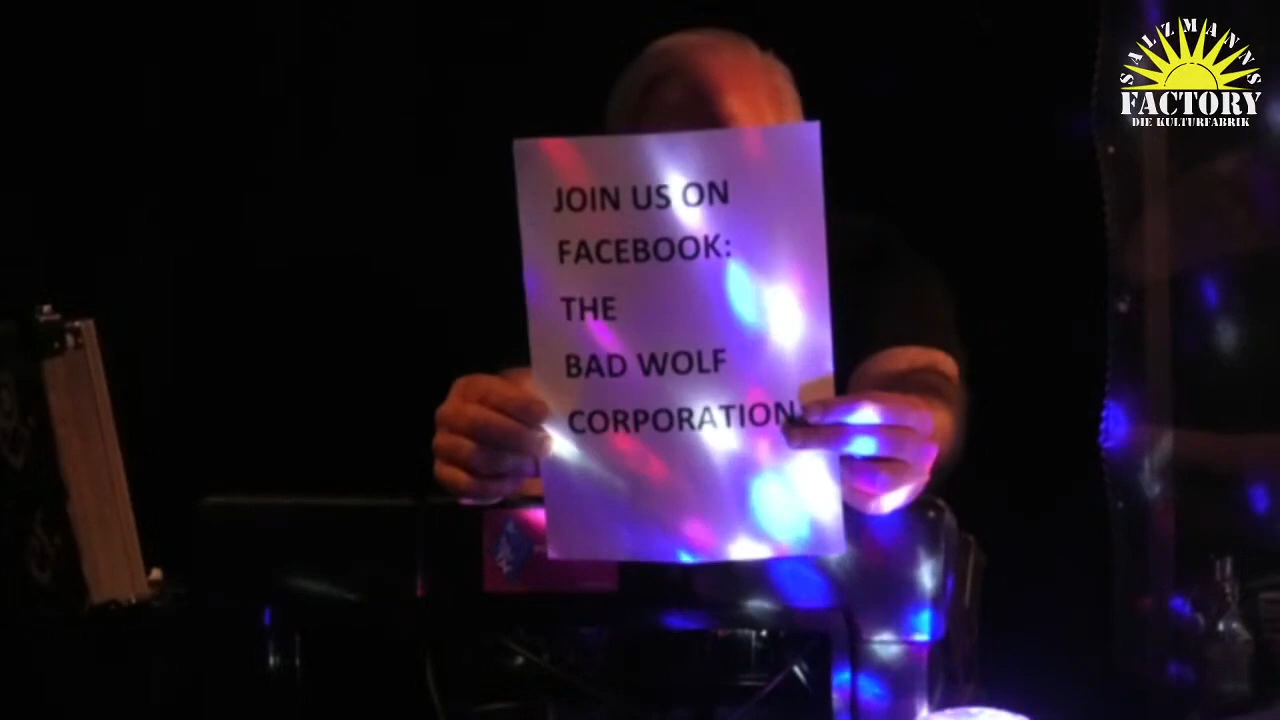 SALZMANNS
FACTORY
DIE KULTURFABRIK
JOIN US ON
FACEBOOK:
THE
BAD WOLF
CORPORATION